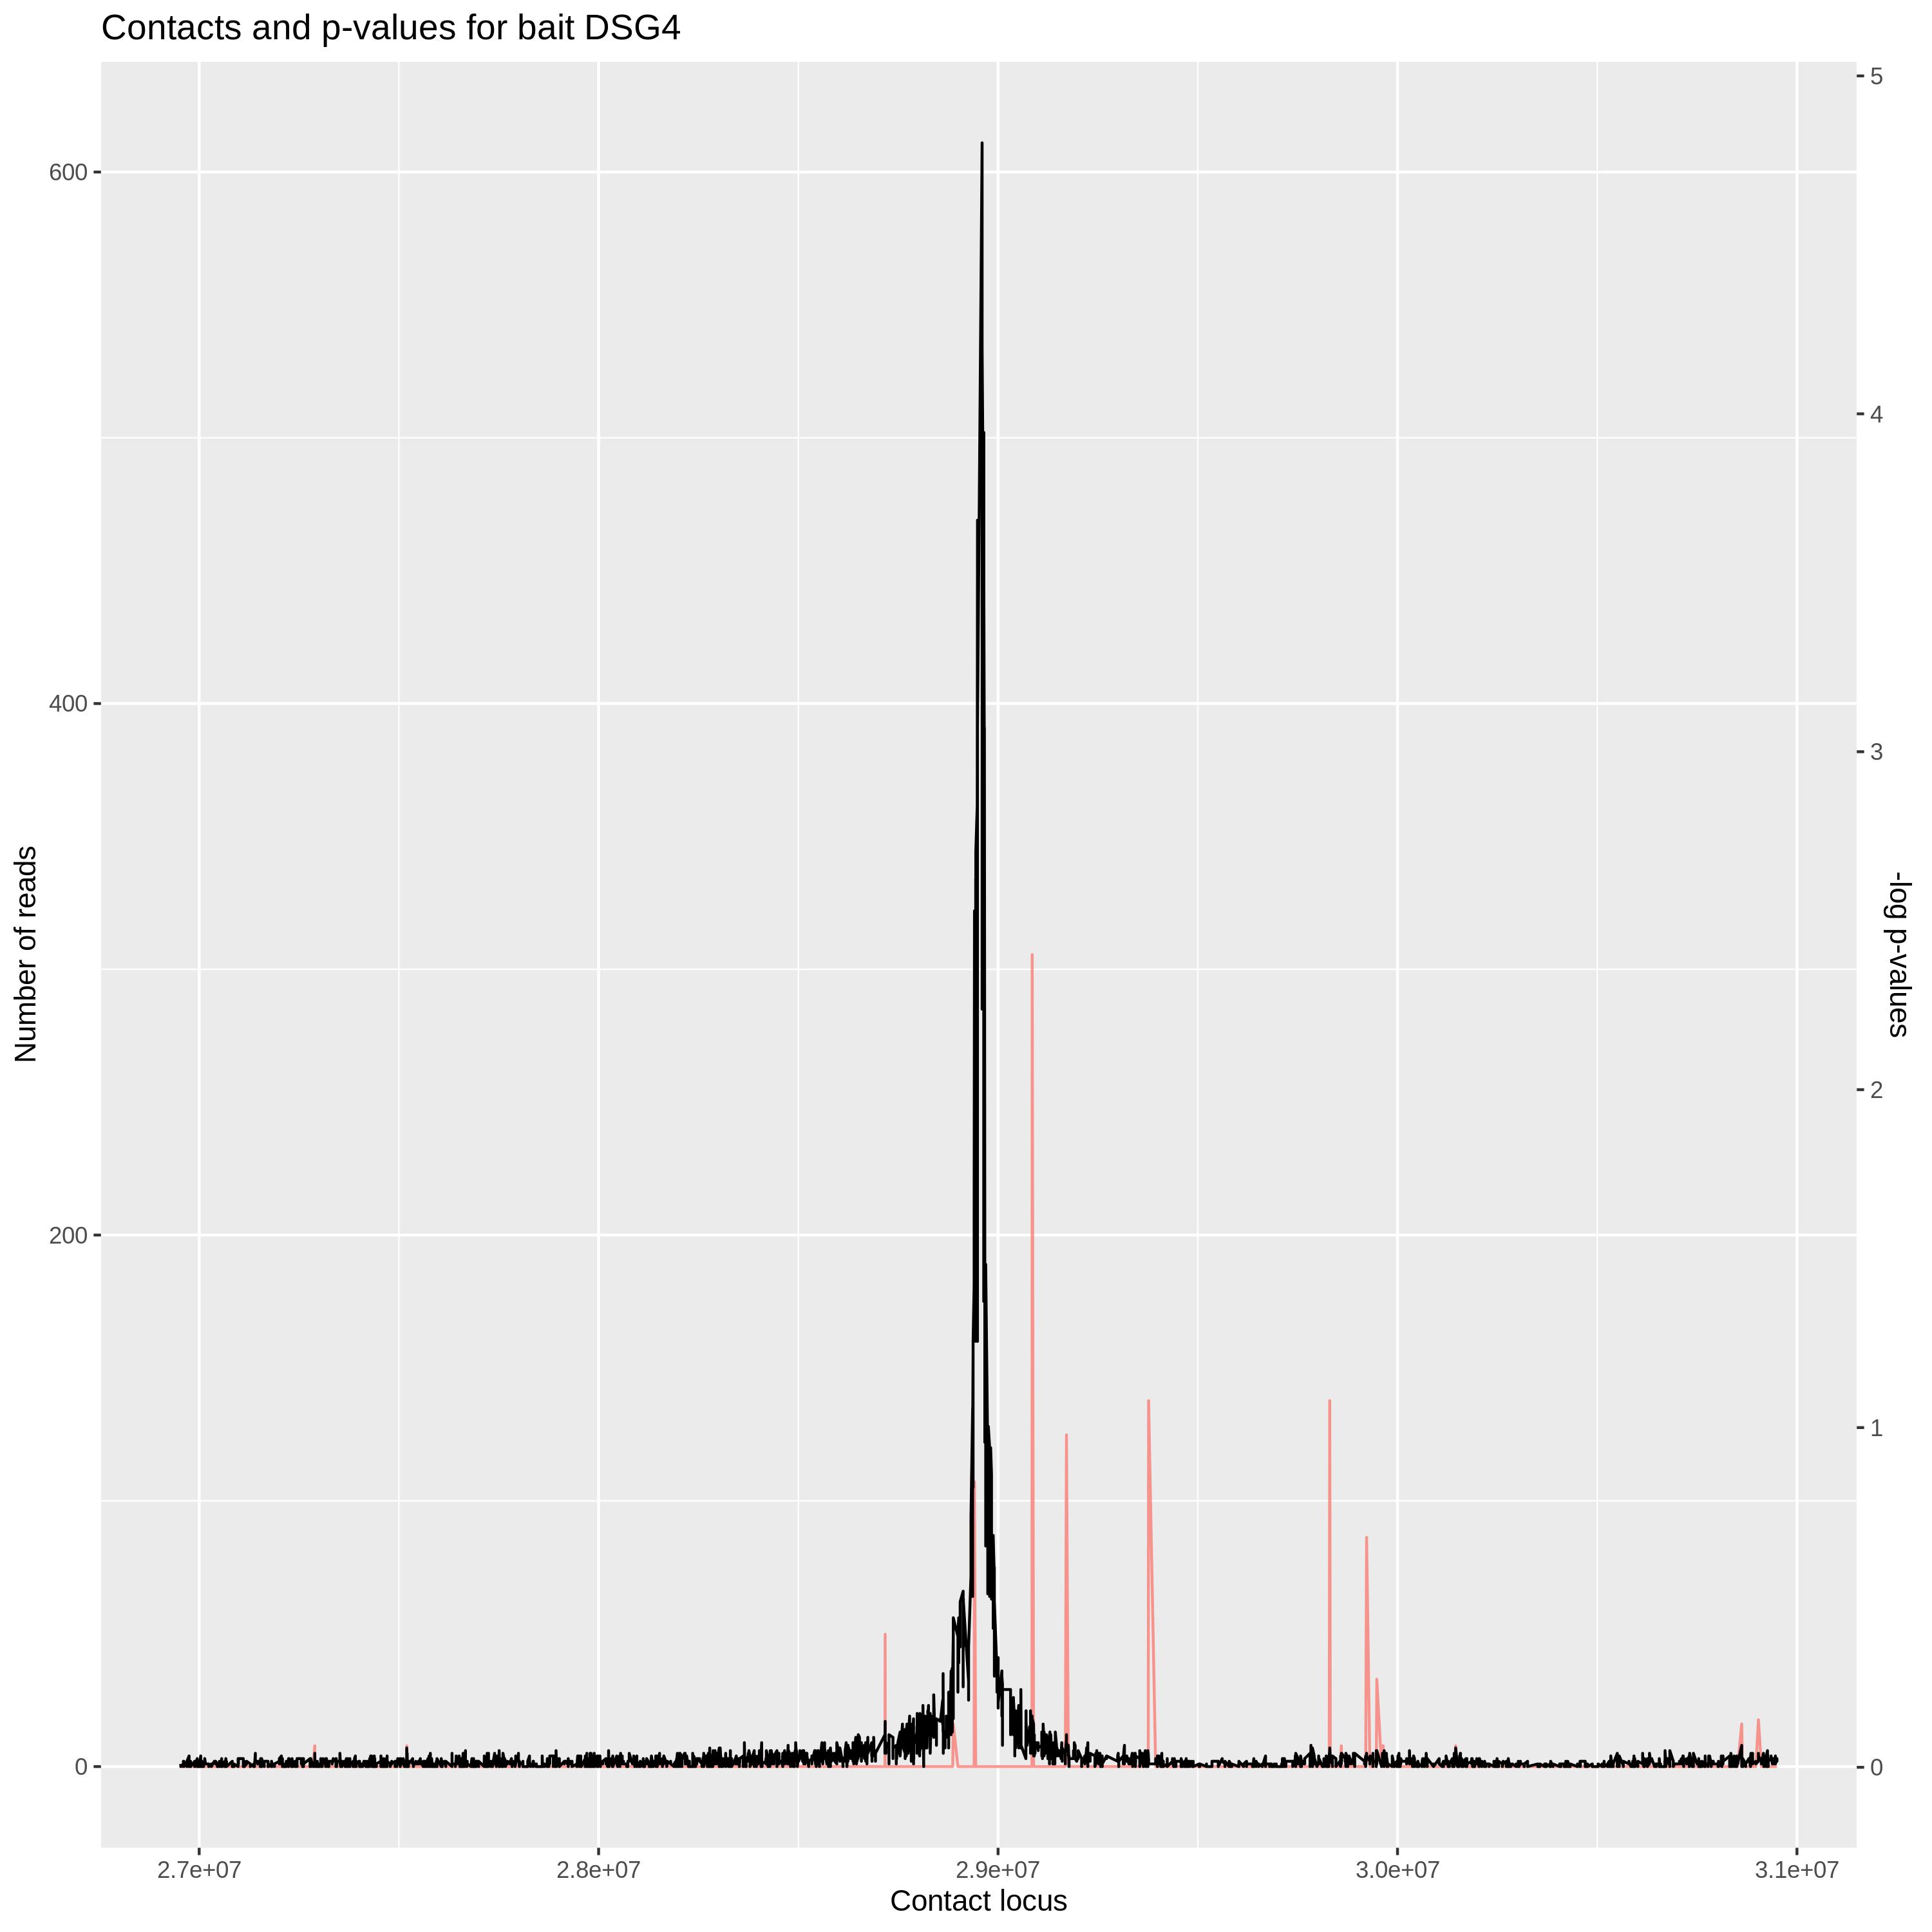 Contacts and p-values for bait DSG4
600
400
200
0
Number of reads
5
4
3
2
1
0
-log p-values
2.7e+07
2.8e+07
2.9e+07
3.0e+07
3.1e+07
Contact locus